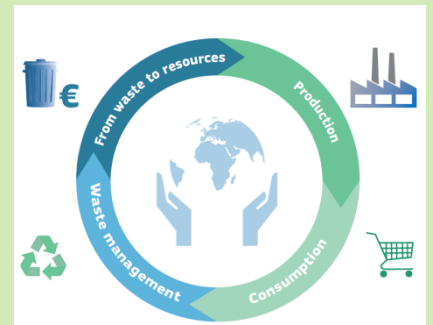 From waste to resources
Production
€
Waste management
Consumption